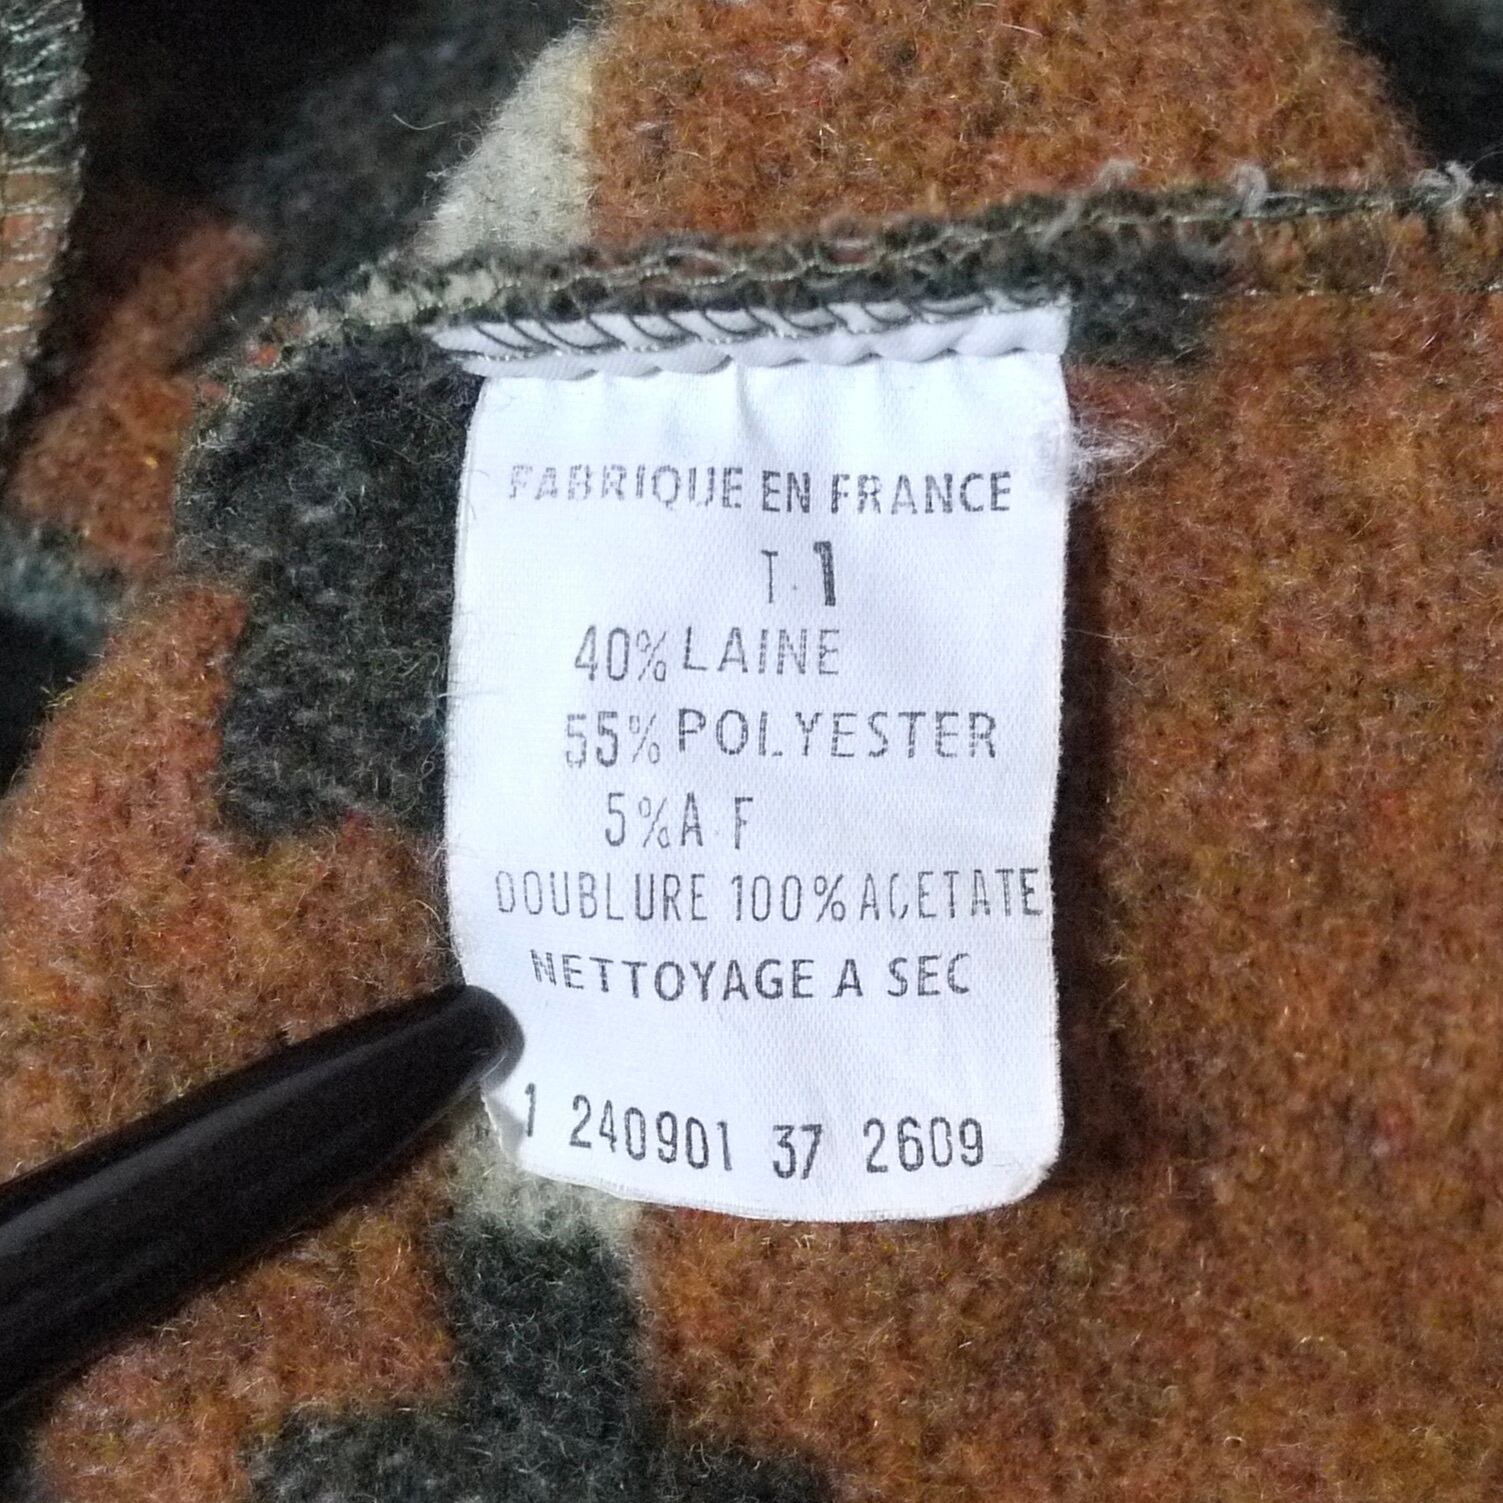 FABRIQUE EN FRANCE
T. 1
40% LAINE
55% POLYESTER
5% A.F
DOUBLURE 100% ACETATE
NETTOYAGE A SEC
1 240901 37 2609